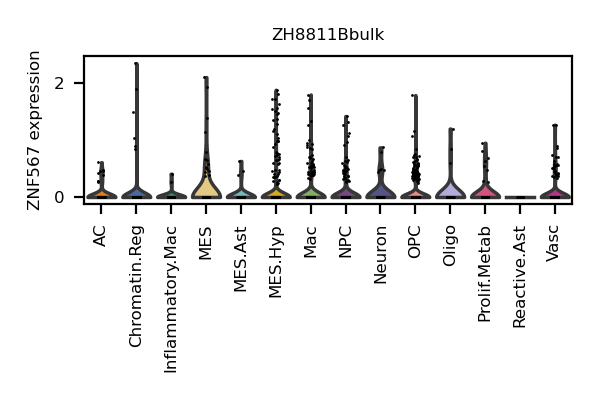 ZH8811Bbulk
ZNF567 expression
2
0
AC
Chromatin.Reg
Inflammatory.Mac
MES
MES.Ast
MES.Hyp
Mac
NPC
Neuron
OPC
Oligo
Prolif.Metab
Reactive.Ast
Vasc